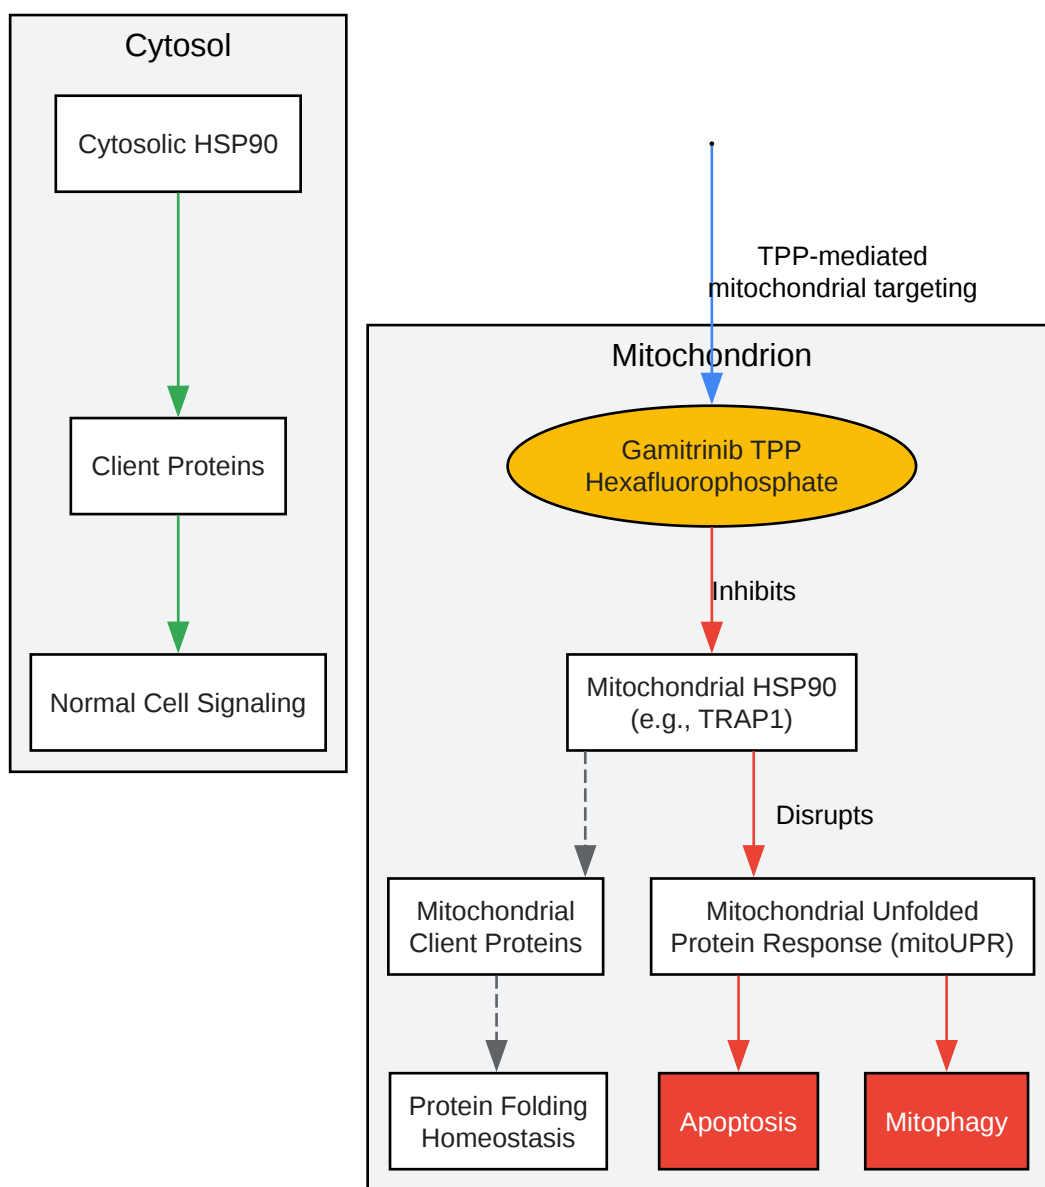 Cytosol
Cytosolic HSP90
Client Proteins
Normal Cell Signaling
TPP-mediated
mitochondrial targeting
Mitochondrion
Gamitrinib TPP
Hexafluorophosphate
Inhibits
Mitochondrial HSP90
(e.g., TRAP1)
Disrupts
Mitochondrial
Client Proteins
Mitochondrial Unfolded
Protein Response (mitoUPR)
Protein Folding
Homeostasis
Apoptosis
Mitophagy